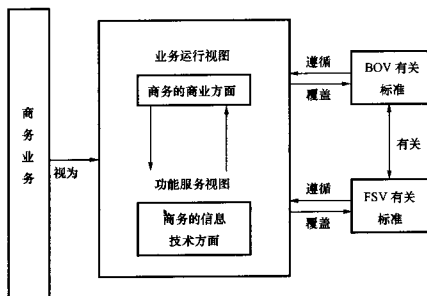 商
务
业
务
视为
业务运行视图
商务的商业方面
功能服务视图
商务的信息
技术方面
遵循
覆盖
BOV 有关
标准
有关
遵循
覆盖
FSV 有关
标准